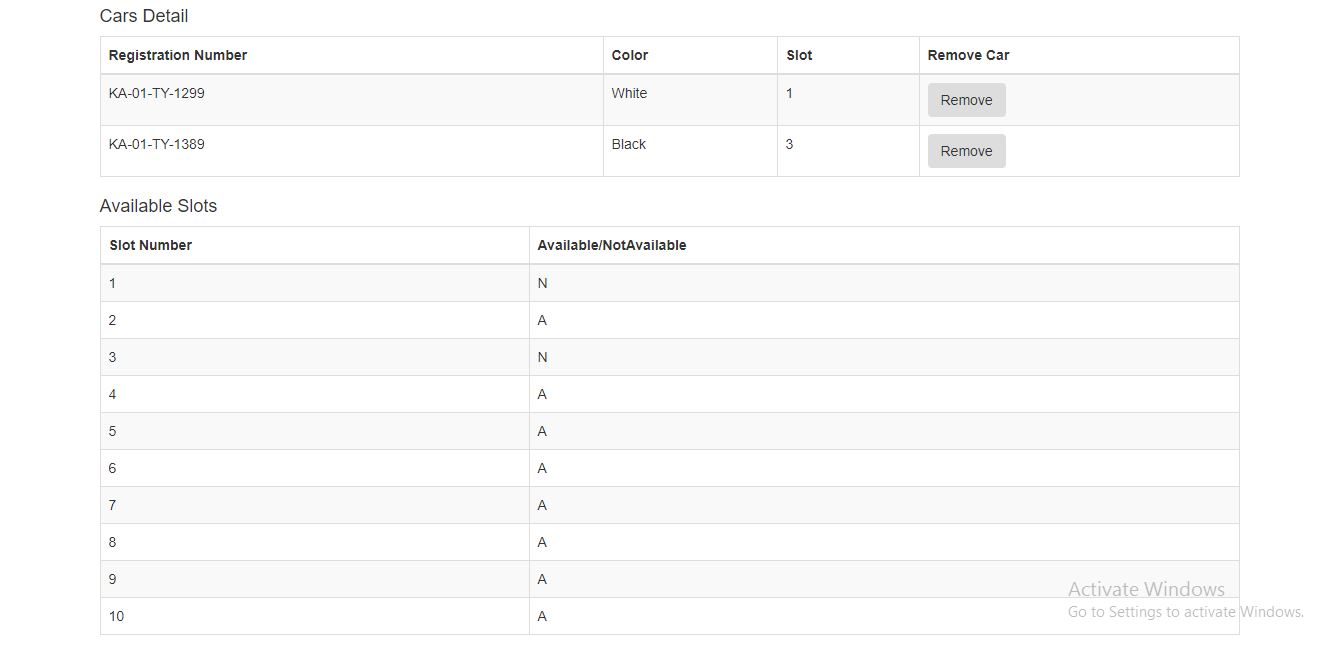 Cars Detail
Registration Number Color Slot Remove Car
KA-01-TY-1299 White 1 Remove
KA-01-TY-1389 Black 3 Remove
Available Slots
Slot Number Available/NotAvailable
1 N
2 A
3 N
4 A
5 A
6 A
7 A
8 A
9 A
10 A
Activate Windows
Go to Settings to activate Windows.